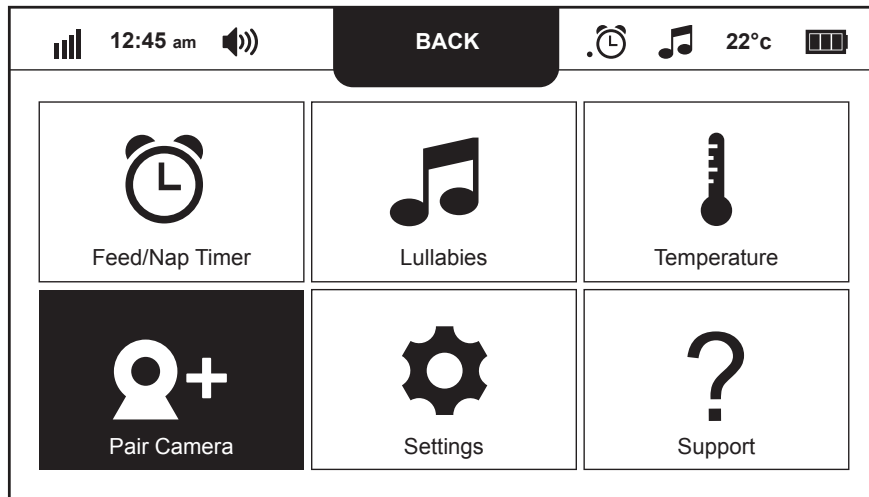 12:45 am BACK 22°c
Feed/Nap Timer Lullabies Temperature
Pair Camera Settings Support